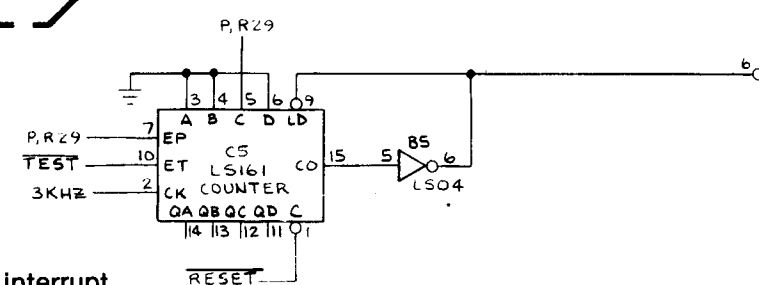 P, R29
6
3 4 5 6 9
A B C D LD
P, R29 7 EP
TEST 10 ET C5 CO 15 5 B5 6
LS161
3KHZ 2 CK COUNTER LS04
QA QB QC QD C
14 13 12 11 1
interrupt RESET